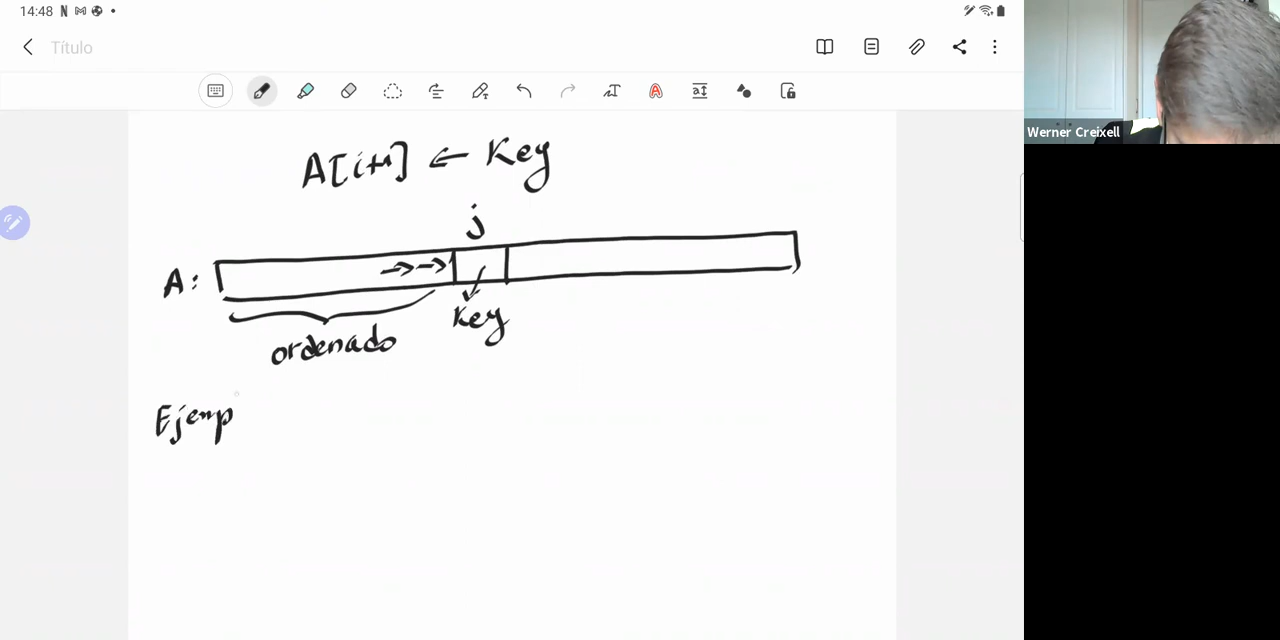 14:48
Título
Werner Creixell
A[i+1] ← Key
j
A:
Key
ordenado
Ejemp